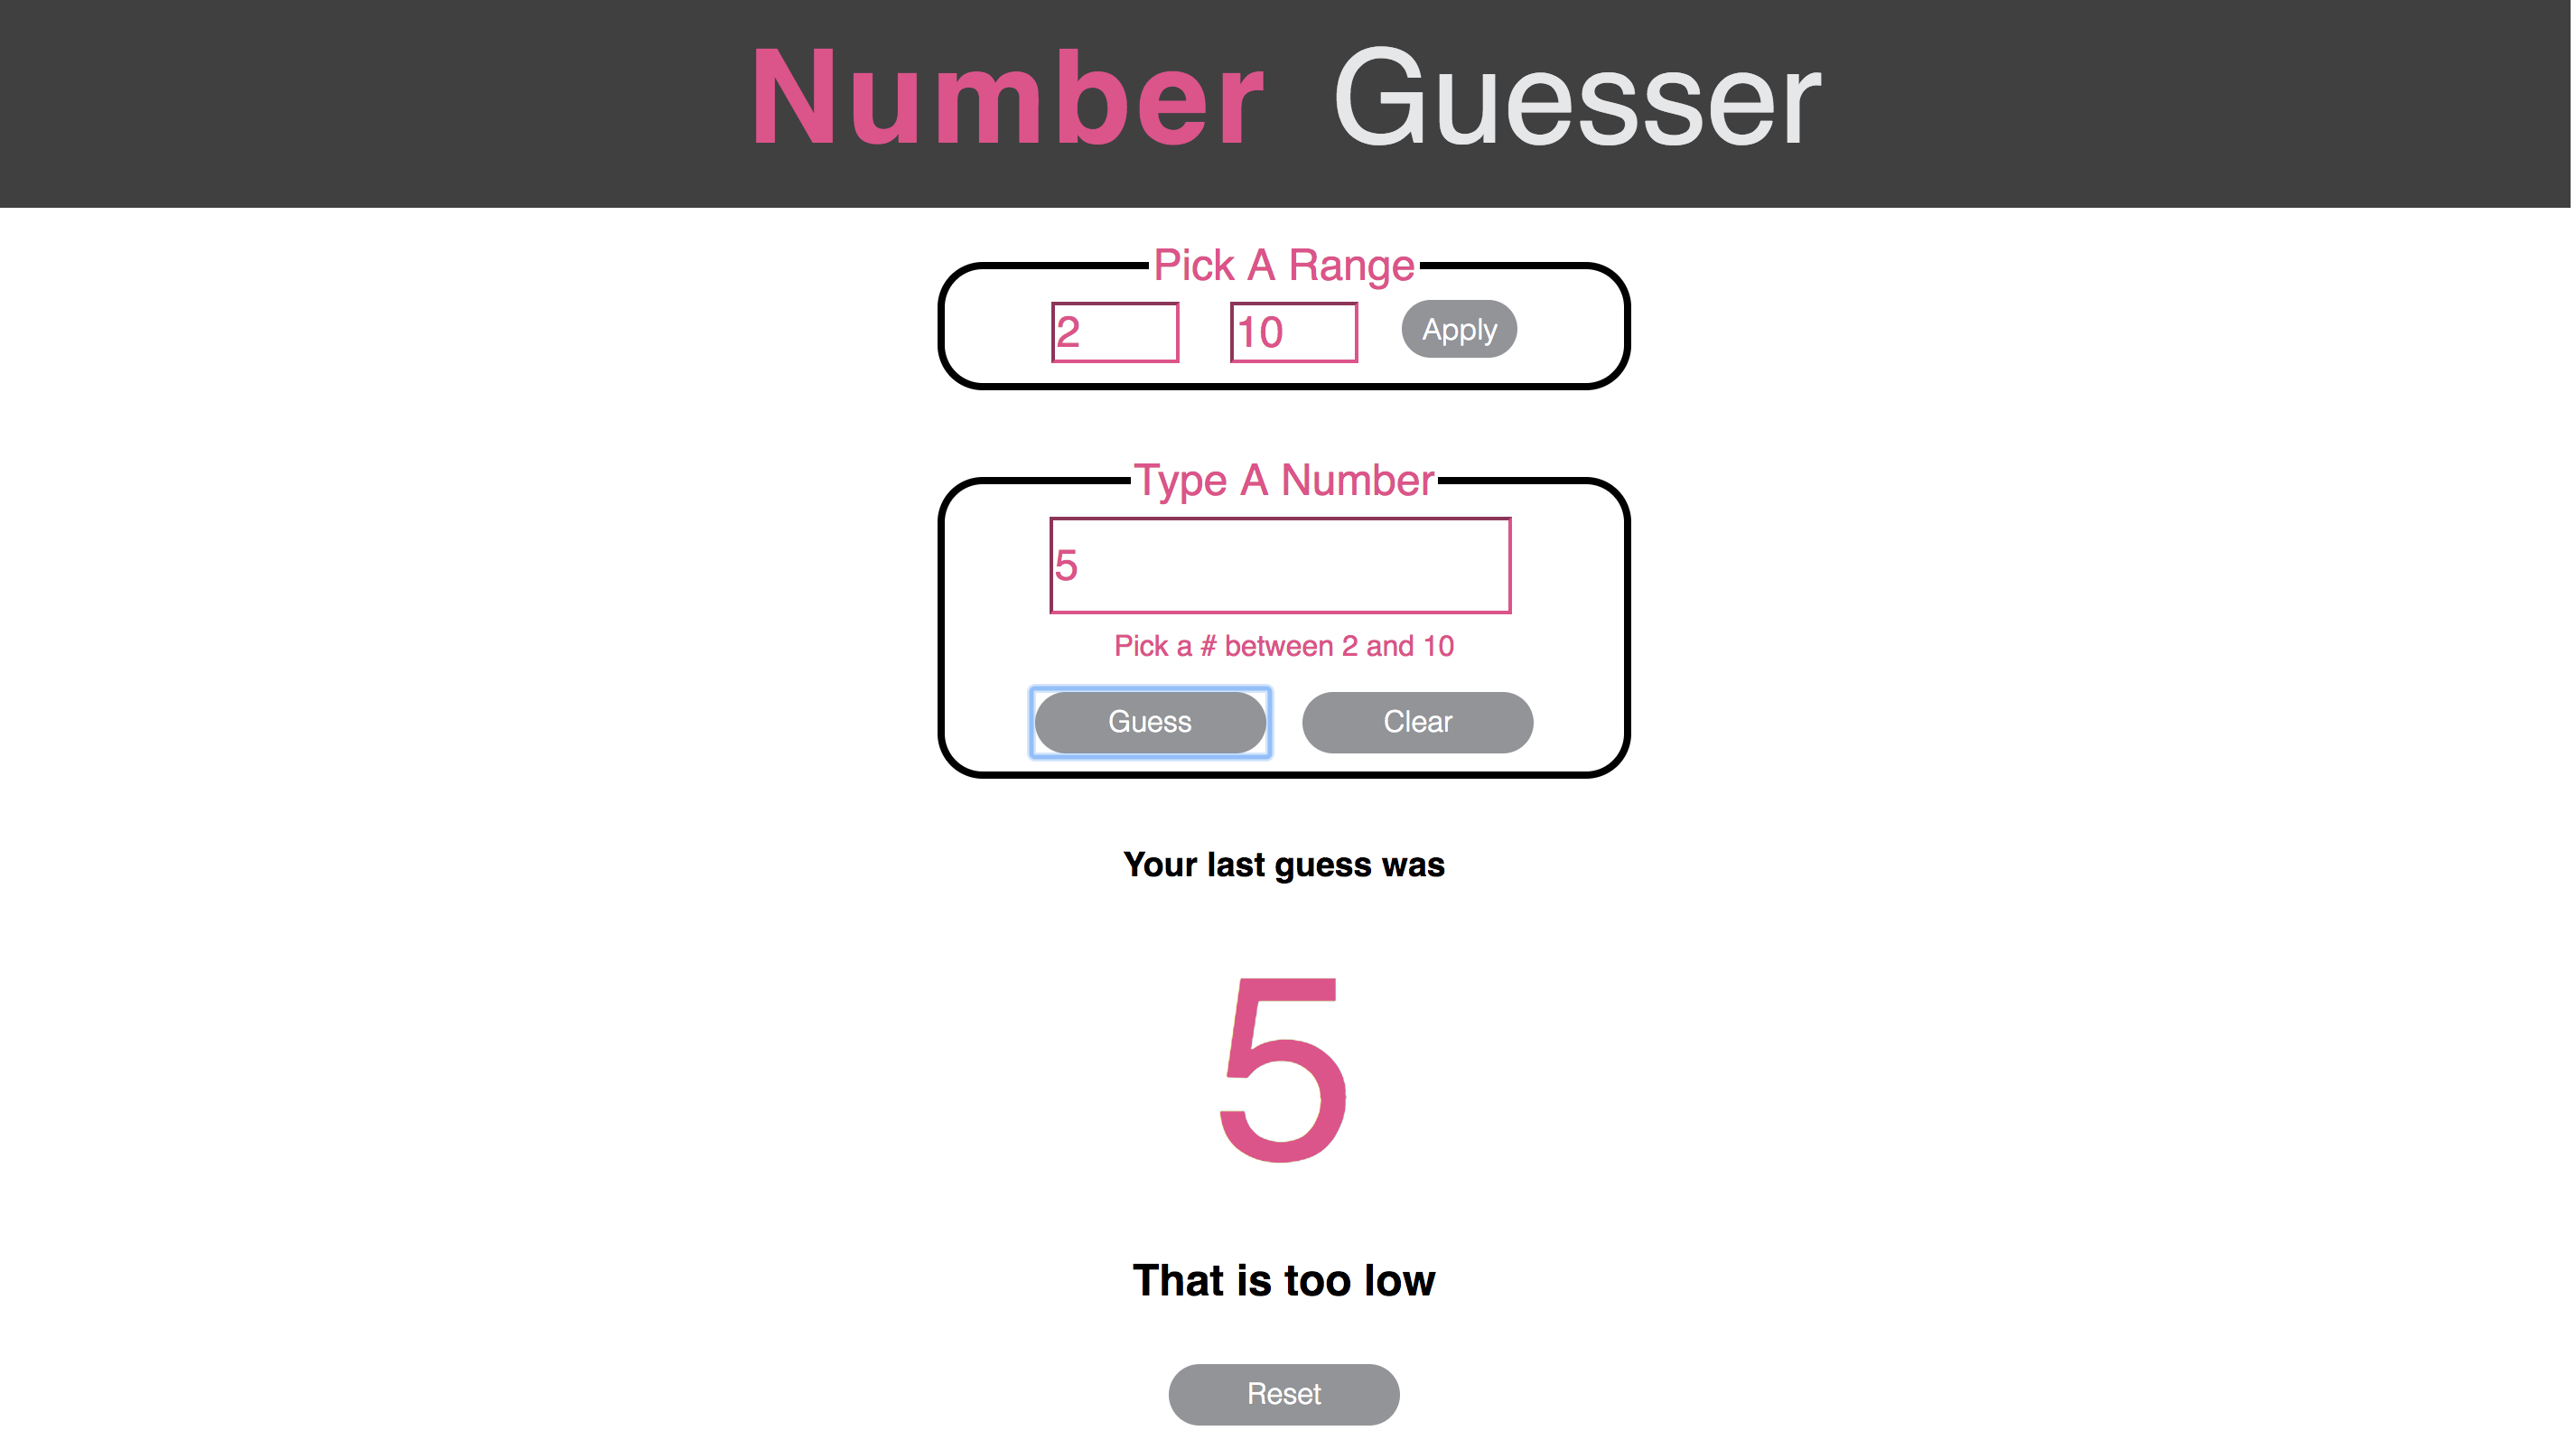 Number Guesser
Pick A Range
2 10 Apply
Type A Number
5
Pick a # between 2 and 10
Guess Clear
Your last guess was
5
That is too low
Reset